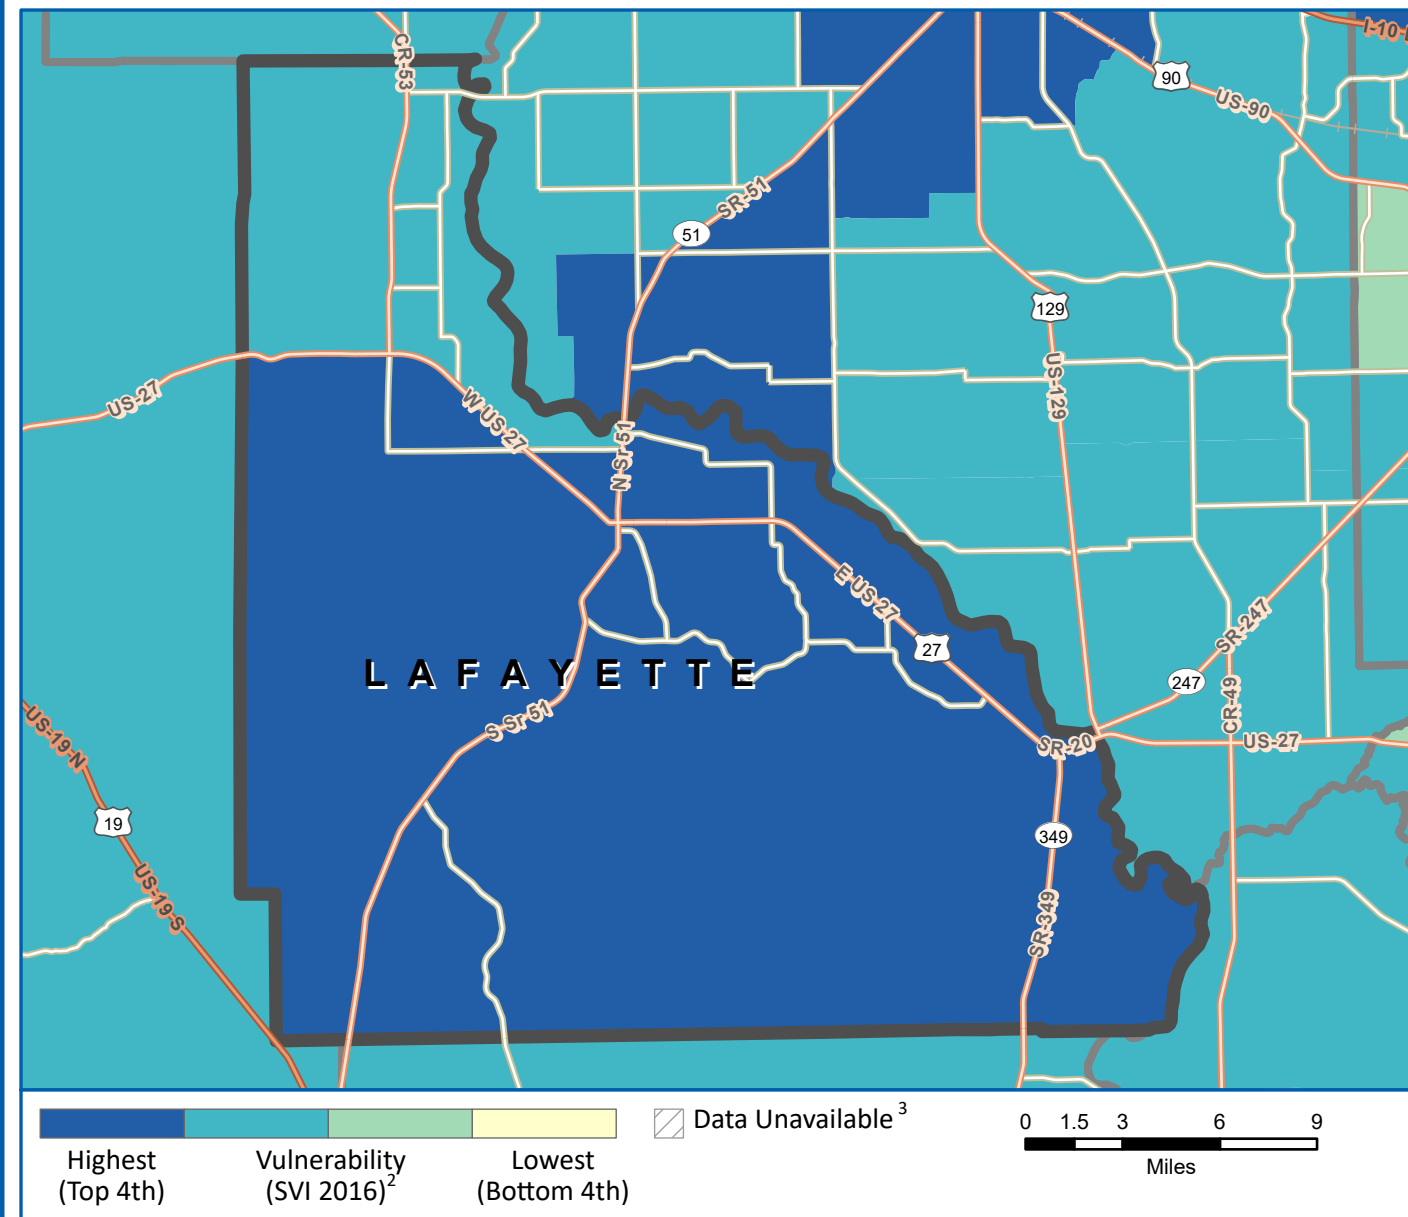 CR-53
I-10
90
US-90
SR-51
51
129
US-129
US-27
W US 27
N Sr 51
E US 27
27
SR-247
247
CR-49
LAFAYETTE
S Sr 51
SR-20
US-27
US-19-N
19
US-19-S
349
SR-349
Highest
(Top 4th)
Vulnerability
(SVI 2016)2
Lowest
(Bottom 4th)
Data Unavailable 3
0 1.5 3 6 9
Miles